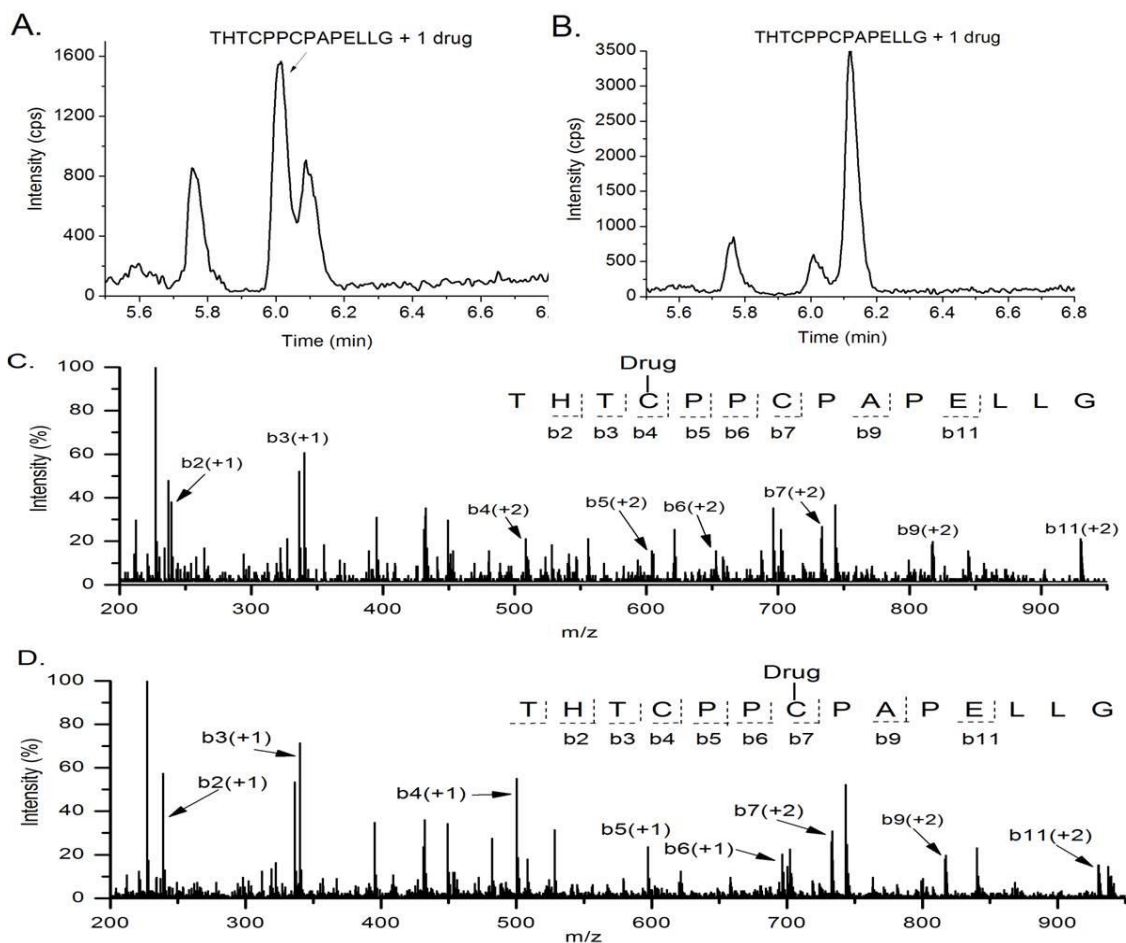 A.
THTCPPCPAPELLG + 1 drug
1600
1200
800
400
0
Intensity (cps)
5.6 5.8 6.0 6.2 6.4 6.6 6.
Time (min)
B.
THTCPPCPAPELLG + 1 drug
3500
3000
2500
2000
1500
1000
500
0
Intensity (cps)
5.6 5.8 6.0 6.2 6.4 6.6 6.8
Time (min)
C.
Drug
T H T C P P C P A P E L L G
b2 b3 b4 b5 b6 b7 b9 b11
100
80
60
40
20
0
Intensity (%)
b2(+1)
b3(+1)
b4(+2)
b5(+2)
b6(+2)
b7(+2)
b9(+2)
b11(+2)
200 300 400 500 600 700 800 900
m/z
D.
Drug
T H T C P P C P A P E L L G
b2 b3 b4 b5 b6 b7 b9 b11
100
80
60
40
20
0
Intensity (%)
b3(+1)
b2(+1)
b4(+1)
b5(+1)
b6(+1)
b7(+2)
b9(+2)
b11(+2)
200 300 400 500 600 700 800 900
m/z